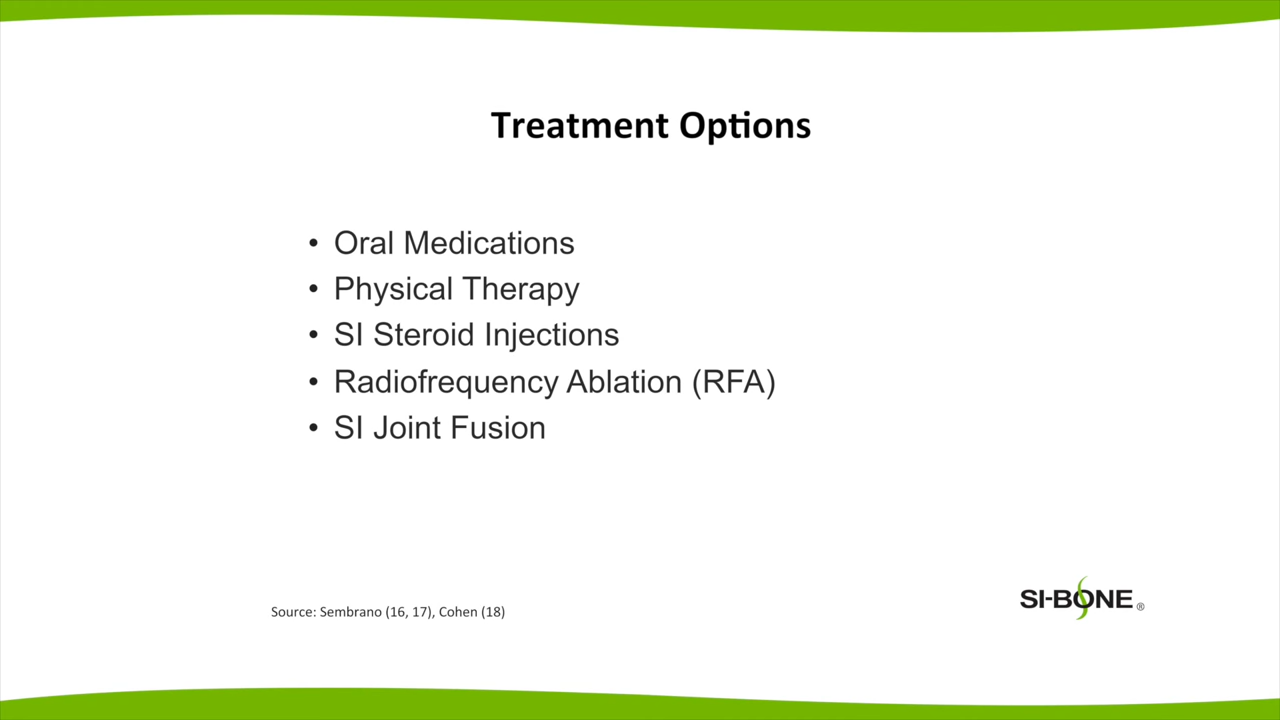 Treatment Options
• Oral Medications
• Physical Therapy
• SI Steroid Injections
• Radiofrequency Ablation (RFA)
• SI Joint Fusion
Source: Sembrano (16, 17), Cohen (18)
SI-BONE ®